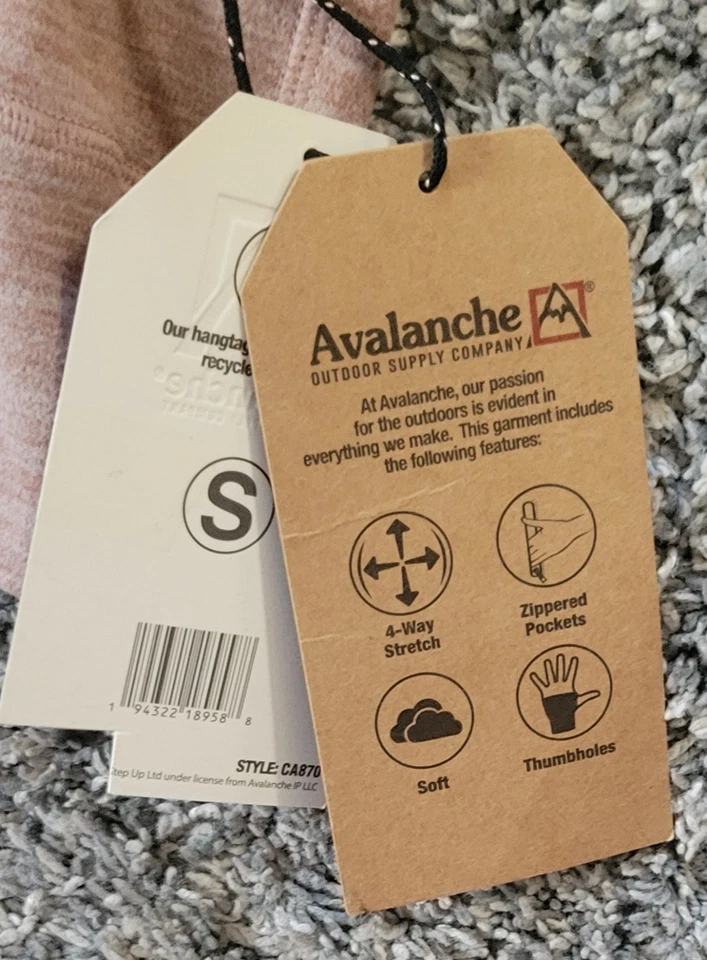 Our hangtag
recycle
S
1 94322 18958 8
STYLE: CA870
tep Up Ltd under license from Avalanche IP LLC
Avalanche®
OUTDOOR SUPPLY COMPANY
At Avalanche, our passion
for the outdoors is evident in
everything we make. This garment includes
the following features:
4-Way
Stretch
Zippered
Pockets
Soft
Thumbholes